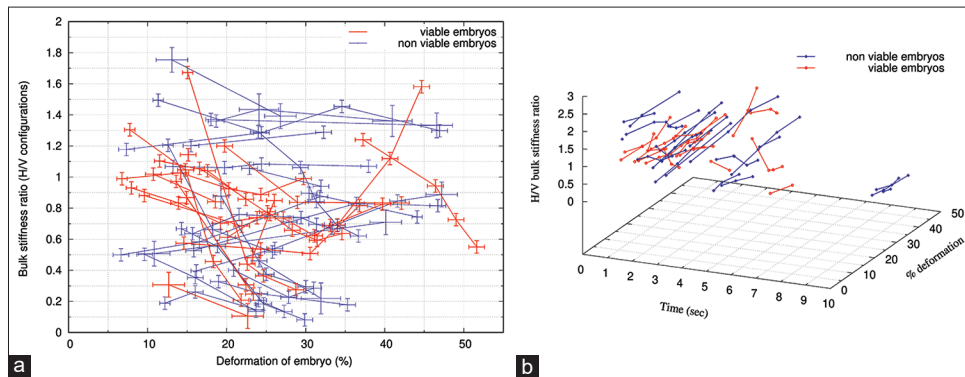 viable embryos
non viable embryos
Bulk stiffness ratio (H/V configurations)
2
1.8
1.6
1.4
1.2
1
0.8
0.6
0.4
0.2
0
0 10 20 30 40 50
Deformation of embryo (%)
a
non viable embryos
viable embryos
H/V bulk stiffness ratio
3
2.5
2
1.5
1
0.5
0
0 1 2 3 4 5 6 7 8 9 10
Time (sec)
0 10 20 30 40 50
% deformation
b